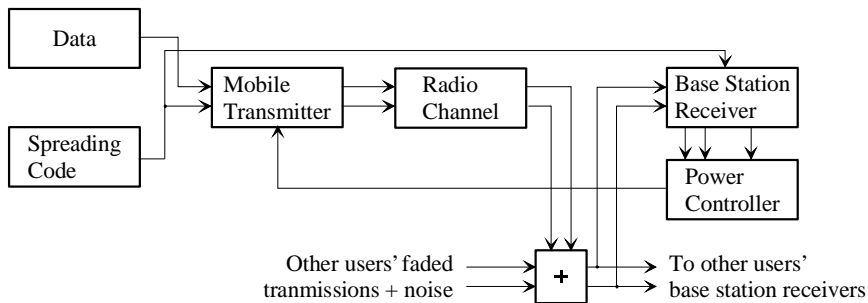 Data
Mobile
Transmitter
Radio
Channel
Base Station
Receiver
Spreading
Code
Power
Controller
Other users' faded
tranmissions + noise
+
To other users'
base station receivers